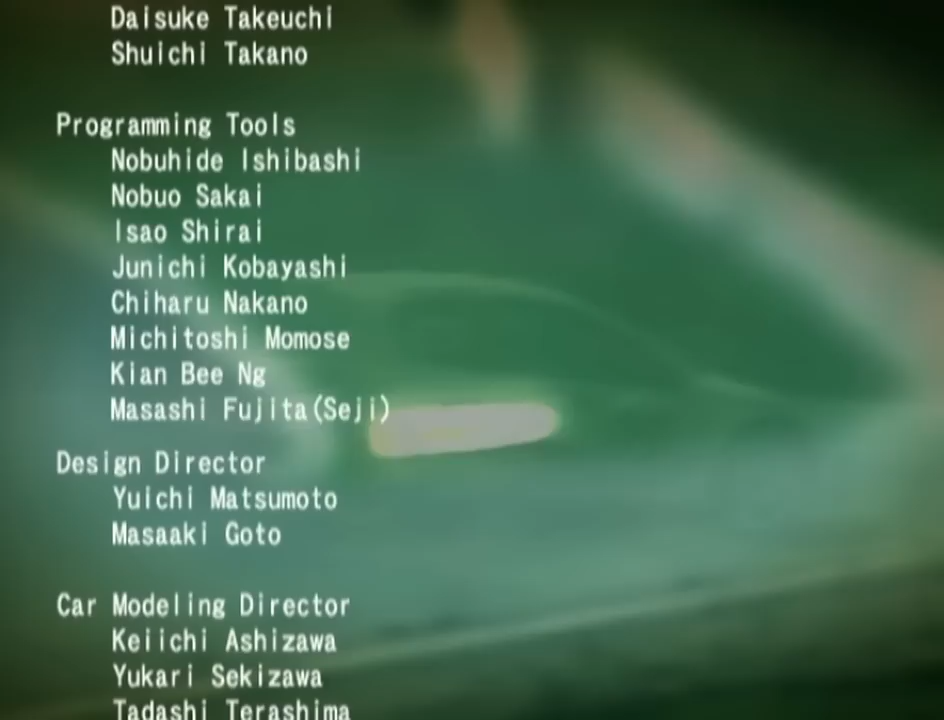 Daisuke Takeuchi
Shuichi Takano
Programming Tools
Nobuhide Ishibashi
Nobuo Sakai
Isao Shirai
Junichi Kobayashi
Chiharu Nakano
Michitoshi Momose
Kian Bee Ng
Masashi Fujita(Seji)
Design Director
Yuichi Matsumoto
Masaaki Goto
Car Modeling Director
Keiichi Ashizawa
Yukari Sekizawa
Tadashi Terashima